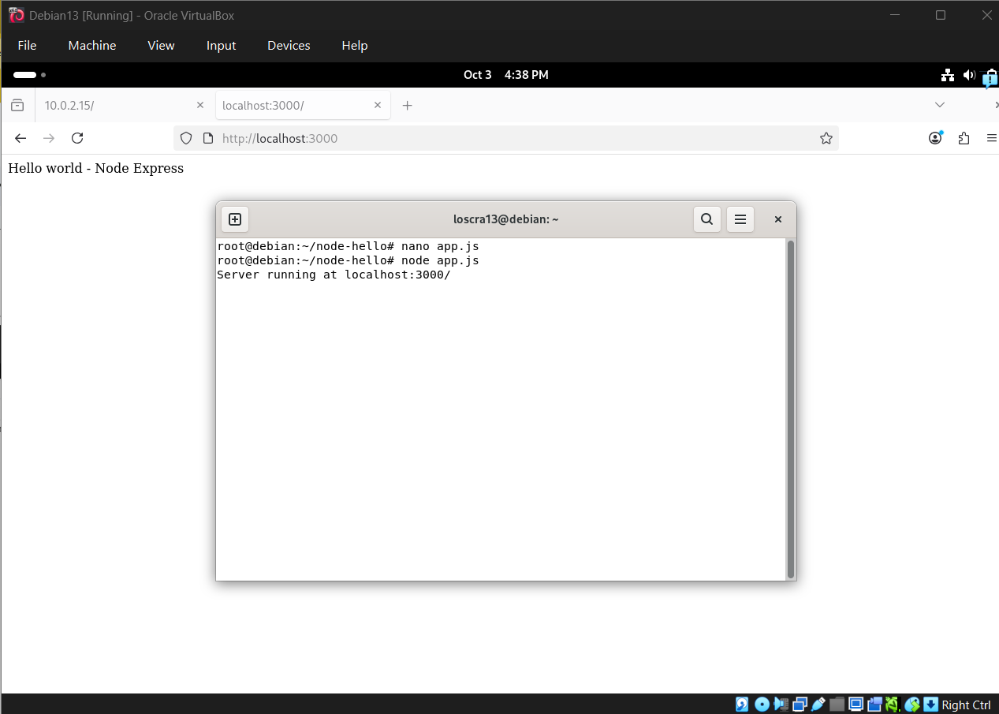 Debian13 [Running] - Oracle VirtualBox
File Machine View Input Devices Help
Oct 3 4:38 PM
10.0.2.15/ localhost:3000/
http://localhost:3000
Hello world - Node Express
loscra13@debian: ~
root@debian:~/node-hello# nano app.js
root@debian:~/node-hello# node app.js
Server running at localhost:3000/
Right Ctrl